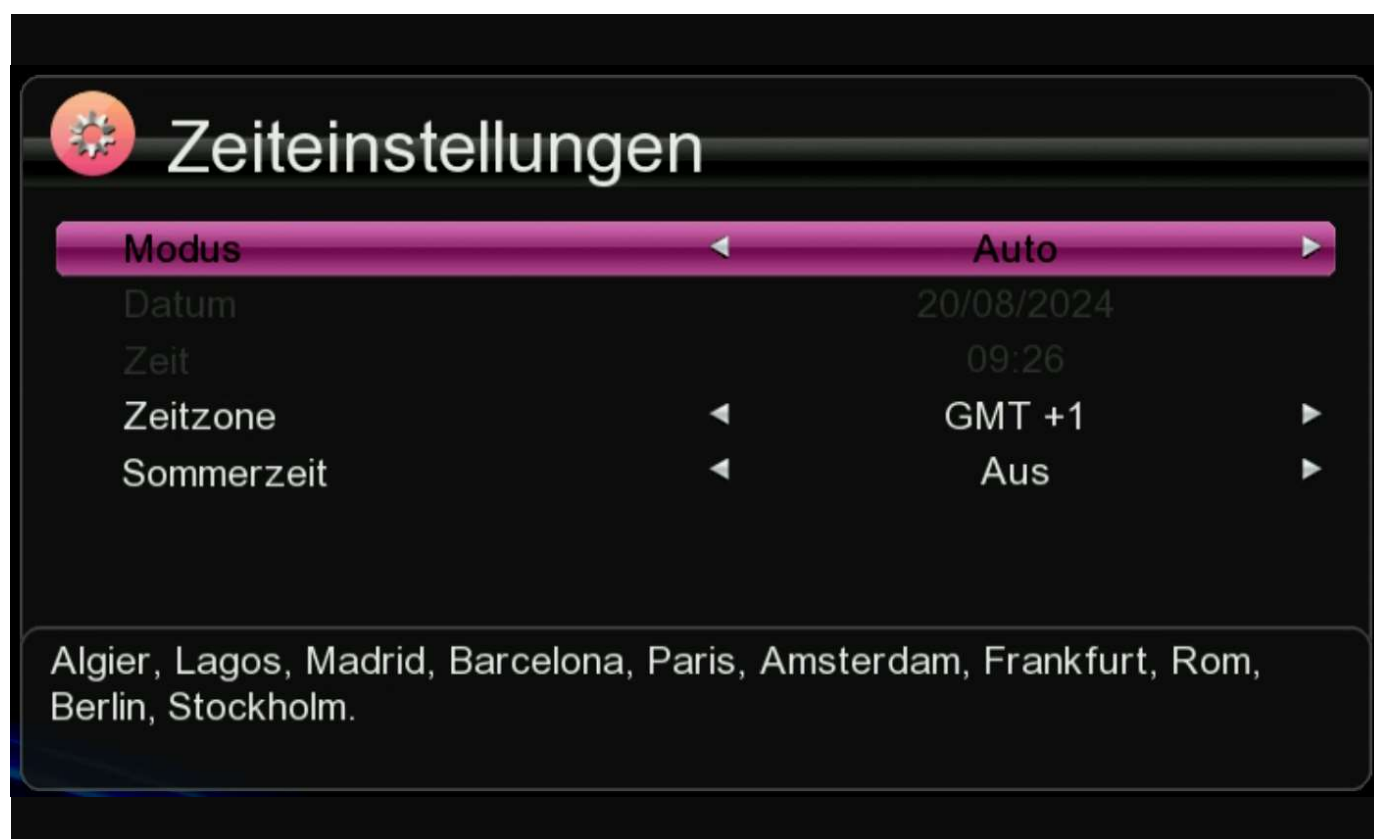 Zeiteinstellungen
Modus Auto
Datum 20/08/2024
Zeit 09:26
Zeitzone GMT +1
Sommerzeit Aus
Algier, Lagos, Madrid, Barcelona, Paris, Amsterdam, Frankfurt, Rom,
Berlin, Stockholm.